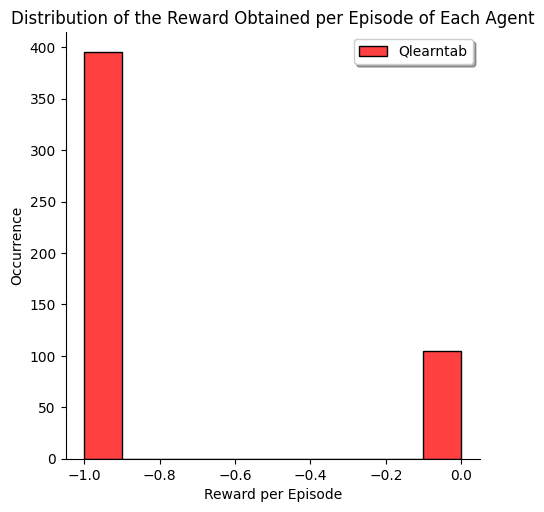 Distribution of the Reward Obtained per Episode of Each Agent
Qlearntab
400
350
300
250
200
150
100
50
0
Occurrence
−1.0 −0.8 −0.6 −0.4 −0.2 0.0
Reward per Episode